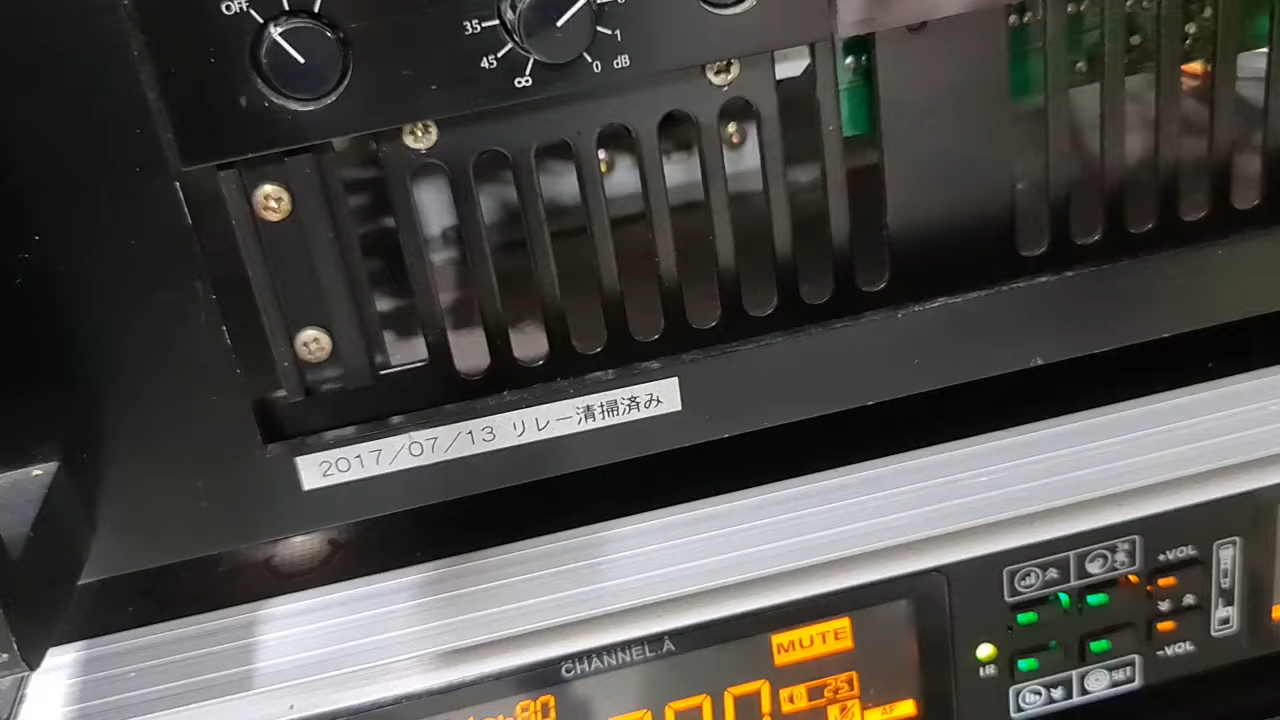 OFF
35
45
∞
1
0 dB
2017/07/13 リレー清掃済み
CHANNEL.A
MUTE
25
AF
+VOL
-VOL
IR
SET